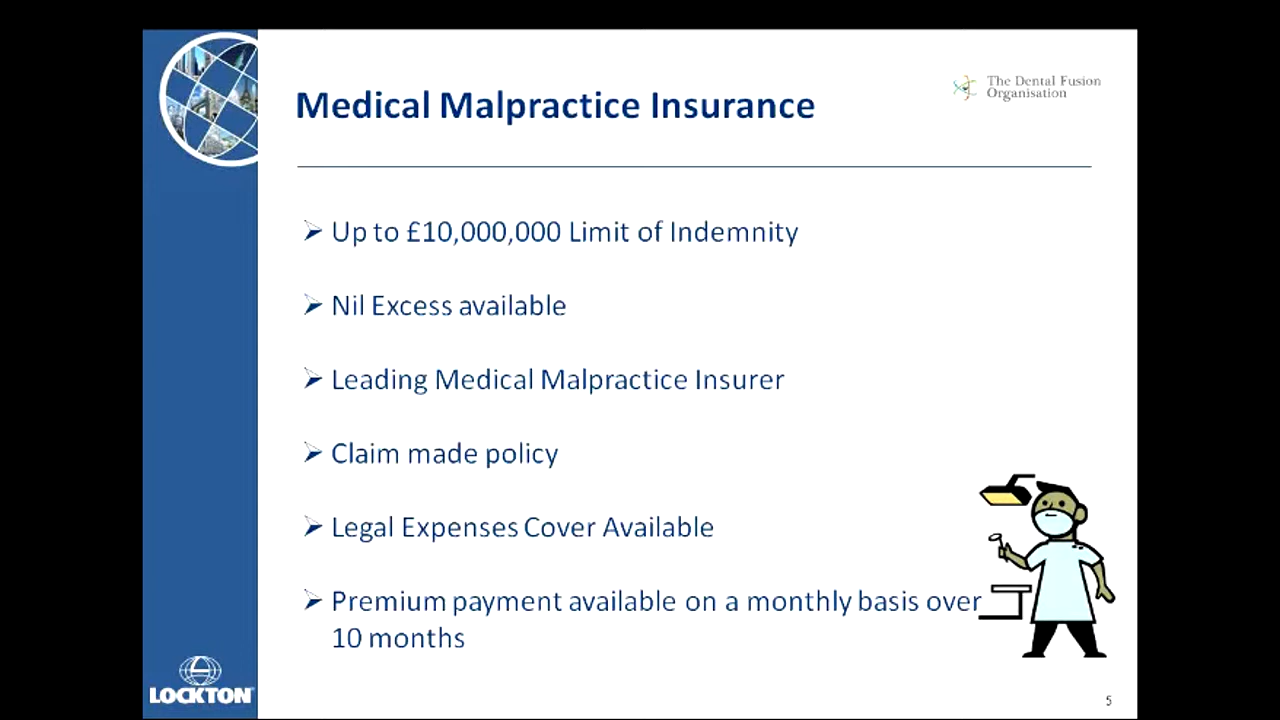 Medical Malpractice Insurance
The Dental Fusion
Organisation
➢ Up to £10,000,000 Limit of Indemnity
➢ Nil Excess available
➢ Leading Medical Malpractice Insurer
➢ Claim made policy
➢ Legal Expenses Cover Available
➢ Premium payment available on a monthly basis over
10 months
LOCKTON
5